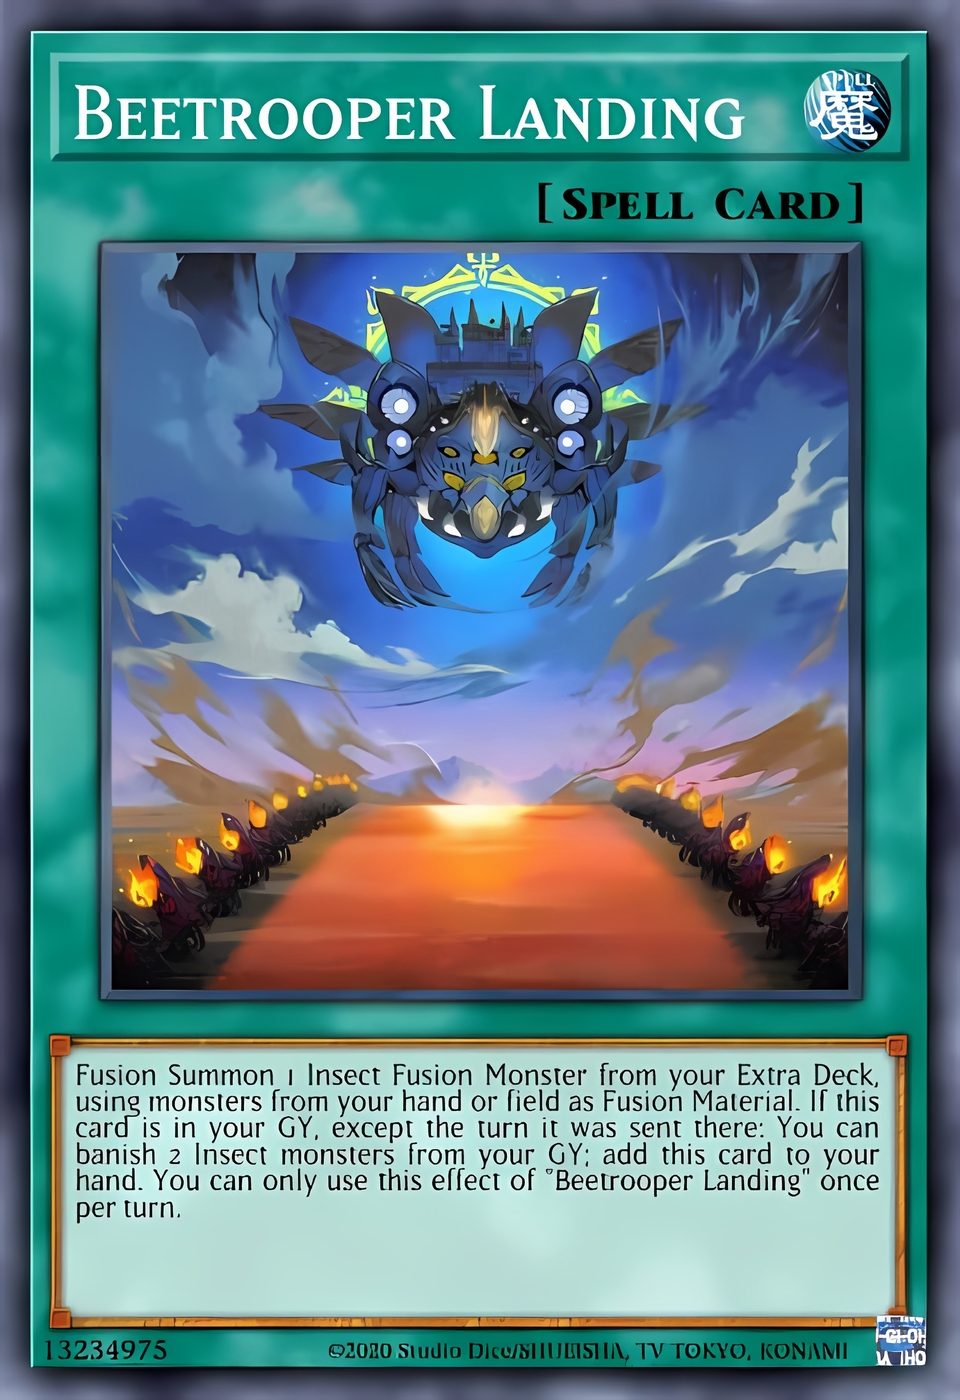 Beetrooper Landing
魔
[Spell Card]
Fusion Summon 1 Insect Fusion Monster from your Extra Deck,
using monsters from your hand or field as Fusion Material. If this
card is in your GY, except the turn it was sent there: You can
banish 2 Insect monsters from your GY; add this card to your
hand. You can only use this effect of "Beetrooper Landing" once
per turn.
13234975
©2020 Studio Dice/SHUEISHA, TV TOKYO, KONAMI